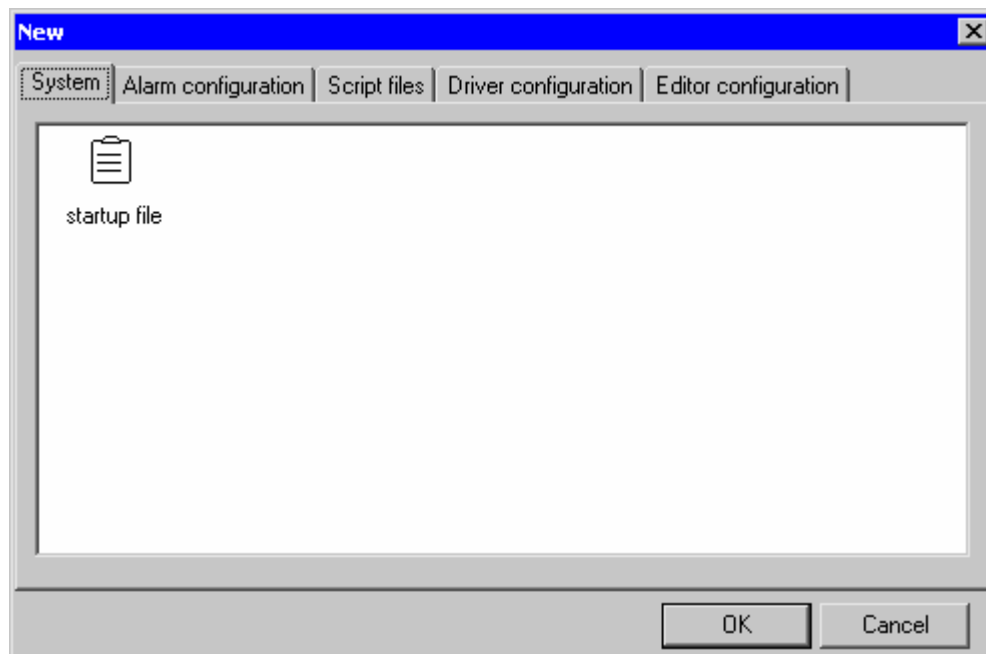 New
System Alarm configuration Script files Driver configuration Editor configuration
startup file
OK Cancel